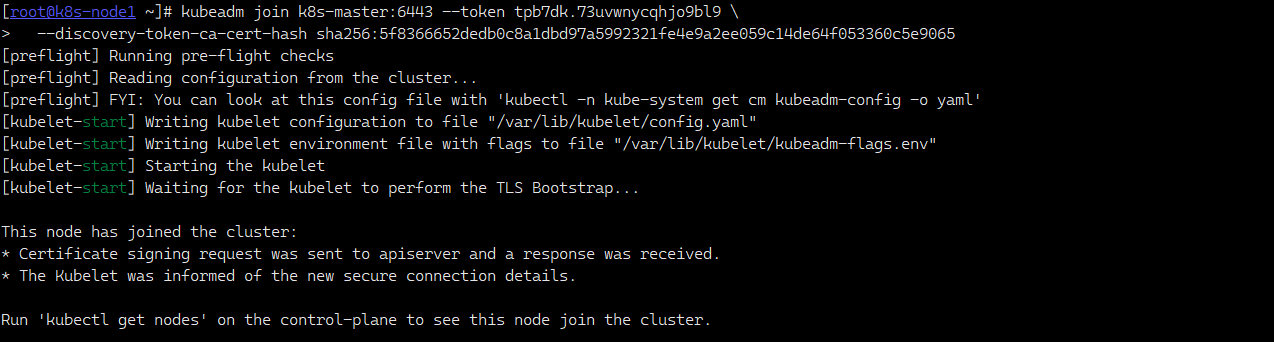 [root@k8s-node1 ~]# kubeadm join k8s-master:6443 --token tpb7dk.73uvwnycqhjo9bl9 \
>   --discovery-token-ca-cert-hash sha256:5f8366652dedb0c8a1dbd97a5992321fe4e9a2ee059c14de64f053360c5e9065
[preflight] Running pre-flight checks
[preflight] Reading configuration from the cluster...
[preflight] FYI: You can look at this config file with 'kubectl -n kube-system get cm kubeadm-config -o yaml'
[kubelet-start] Writing kubelet configuration to file "/var/lib/kubelet/config.yaml"
[kubelet-start] Writing kubelet environment file with flags to file "/var/lib/kubelet/kubeadm-flags.env"
[kubelet-start] Starting the kubelet
[kubelet-start] Waiting for the kubelet to perform the TLS Bootstrap...

This node has joined the cluster:
* Certificate signing request was sent to apiserver and a response was received.
* The Kubelet was informed of the new secure connection details.

Run 'kubectl get nodes' on the control-plane to see this node join the cluster.